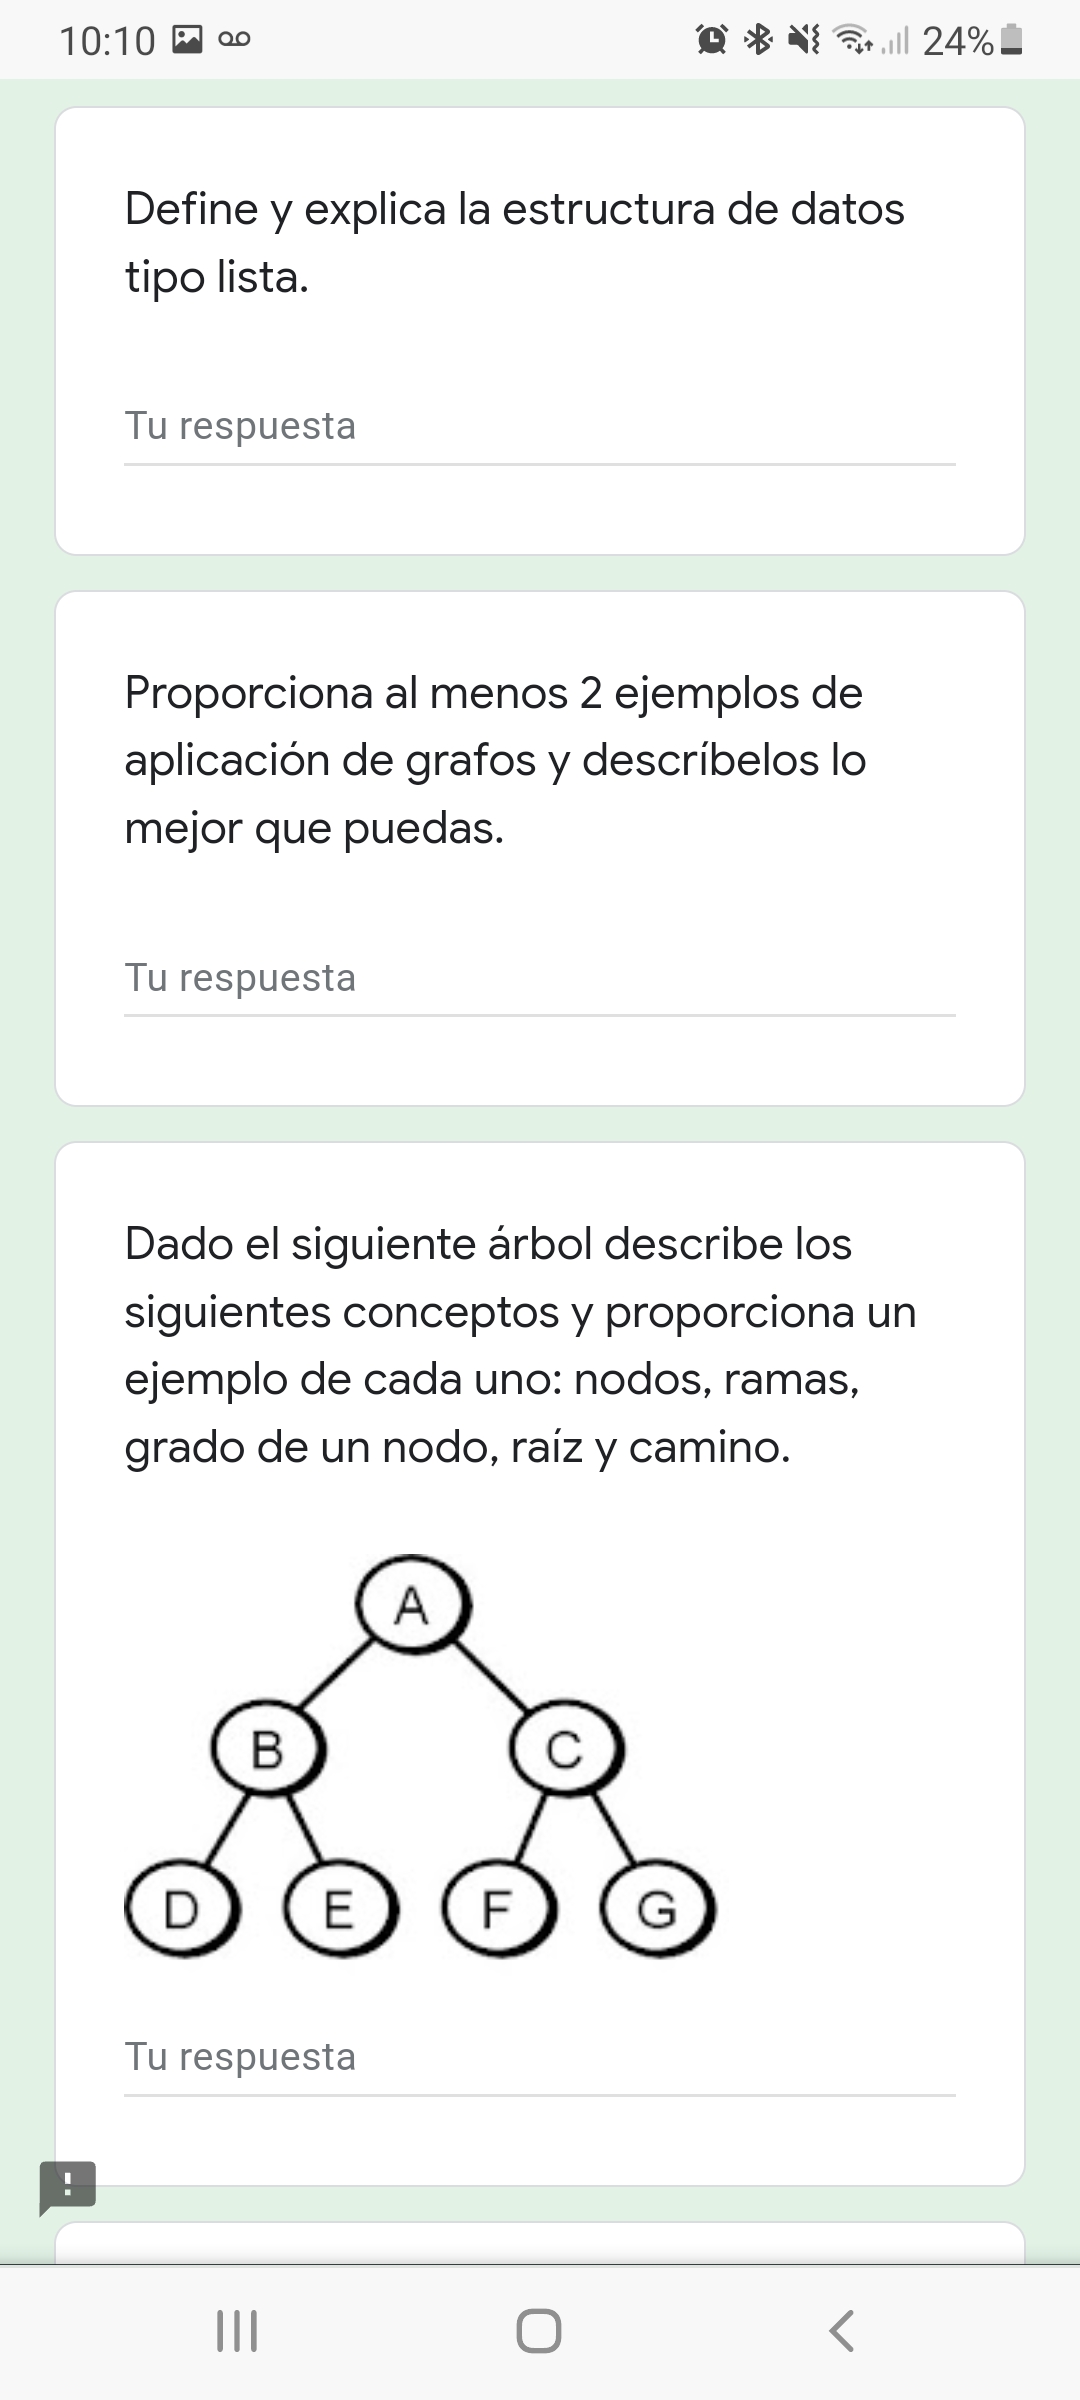 10:10 24%
Define y explica la estructura de datos
tipo lista.
Tu respuesta
Proporciona al menos 2 ejemplos de
aplicación de grafos y descríbelos lo
mejor que puedas.
Tu respuesta
Dado el siguiente árbol describe los
siguientes conceptos y proporciona un
ejemplo de cada uno: nodos, ramas,
grado de un nodo, raíz y camino.
A
B C
D E F G
Tu respuesta